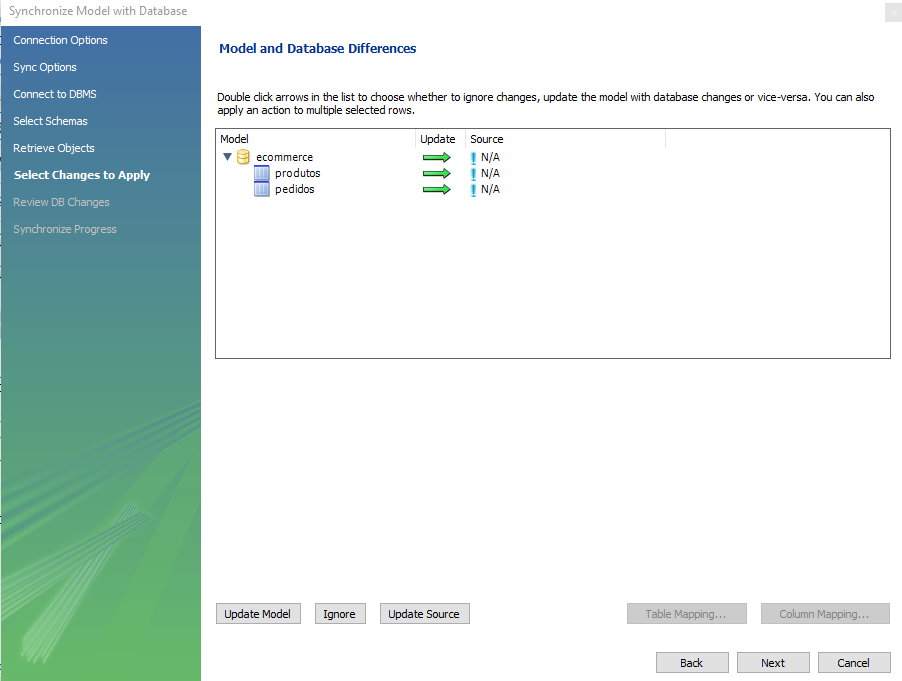 Synchronize Model with Database
Connection Options
Sync Options
Connect to DBMS
Select Schemas
Retrieve Objects
Select Changes to Apply
Review DB Changes
Synchronize Progress
Model and Database Differences
Double click arrows in the list to choose whether to ignore changes, update the model with database changes or vice-versa. You can also
apply an action to multiple selected rows.
Model Update Source
ecommerce N/A
produtos N/A
pedidos N/A
Update Model Ignore Update Source Table Mapping... Column Mapping...
Back Next Cancel